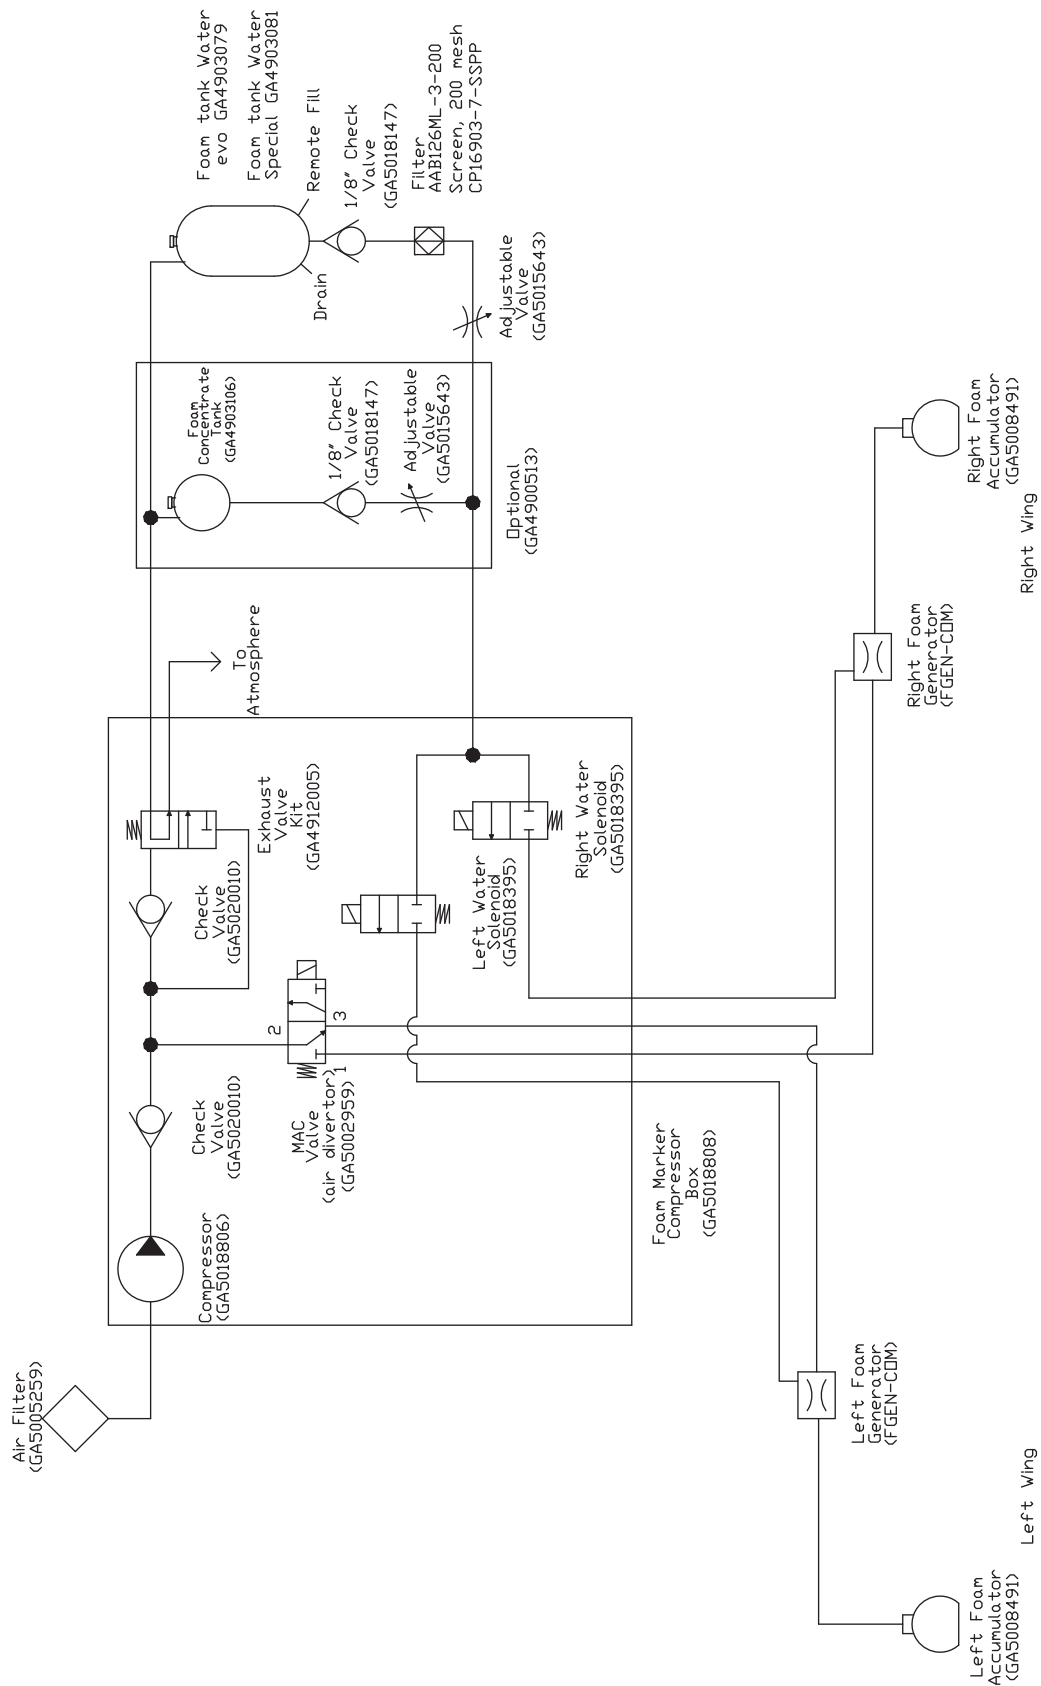 Air Filter
(GA5005259)
Compressor
(GA5018806)
Check
Valve
(GA5020010)
MAC
Valve
(air divertor)
(GA5002959)
1
2
3
Check
Valve
(GA5020010)
Exhaust
Valve
Kit
(GA4912005)
To
Atmosphere
Left Water
Solenoid
(GA5018395)
Right Water
Solenoid
(GA5018395)
Foam Marker
Compressor
Box
(GA5018808)
Foam
Concentrate
Tank
(GA4903106)
1/8" Check
Valve
(GA5018147)
Adjustable
Valve
(GA5015643)
Optional
(GA4900513)
Foam tank Water
evo GA4903079
Foam tank Water
Special GA4903081
Remote Fill
Drain
1/8" Check
Valve
(GA5018147)
Filter
AAB126ML-3-200
Screen, 200 mesh
CP16903-7-SSPP
Adjustable
Valve
(GA5015643)
Left Foam
Generator
(FGEN-COM)
Right Foam
Generator
(FGEN-COM)
Left Foam
Accumulator
(GA5008491)
Left Wing
Right Foam
Accumulator
(GA5008491)
Right Wing